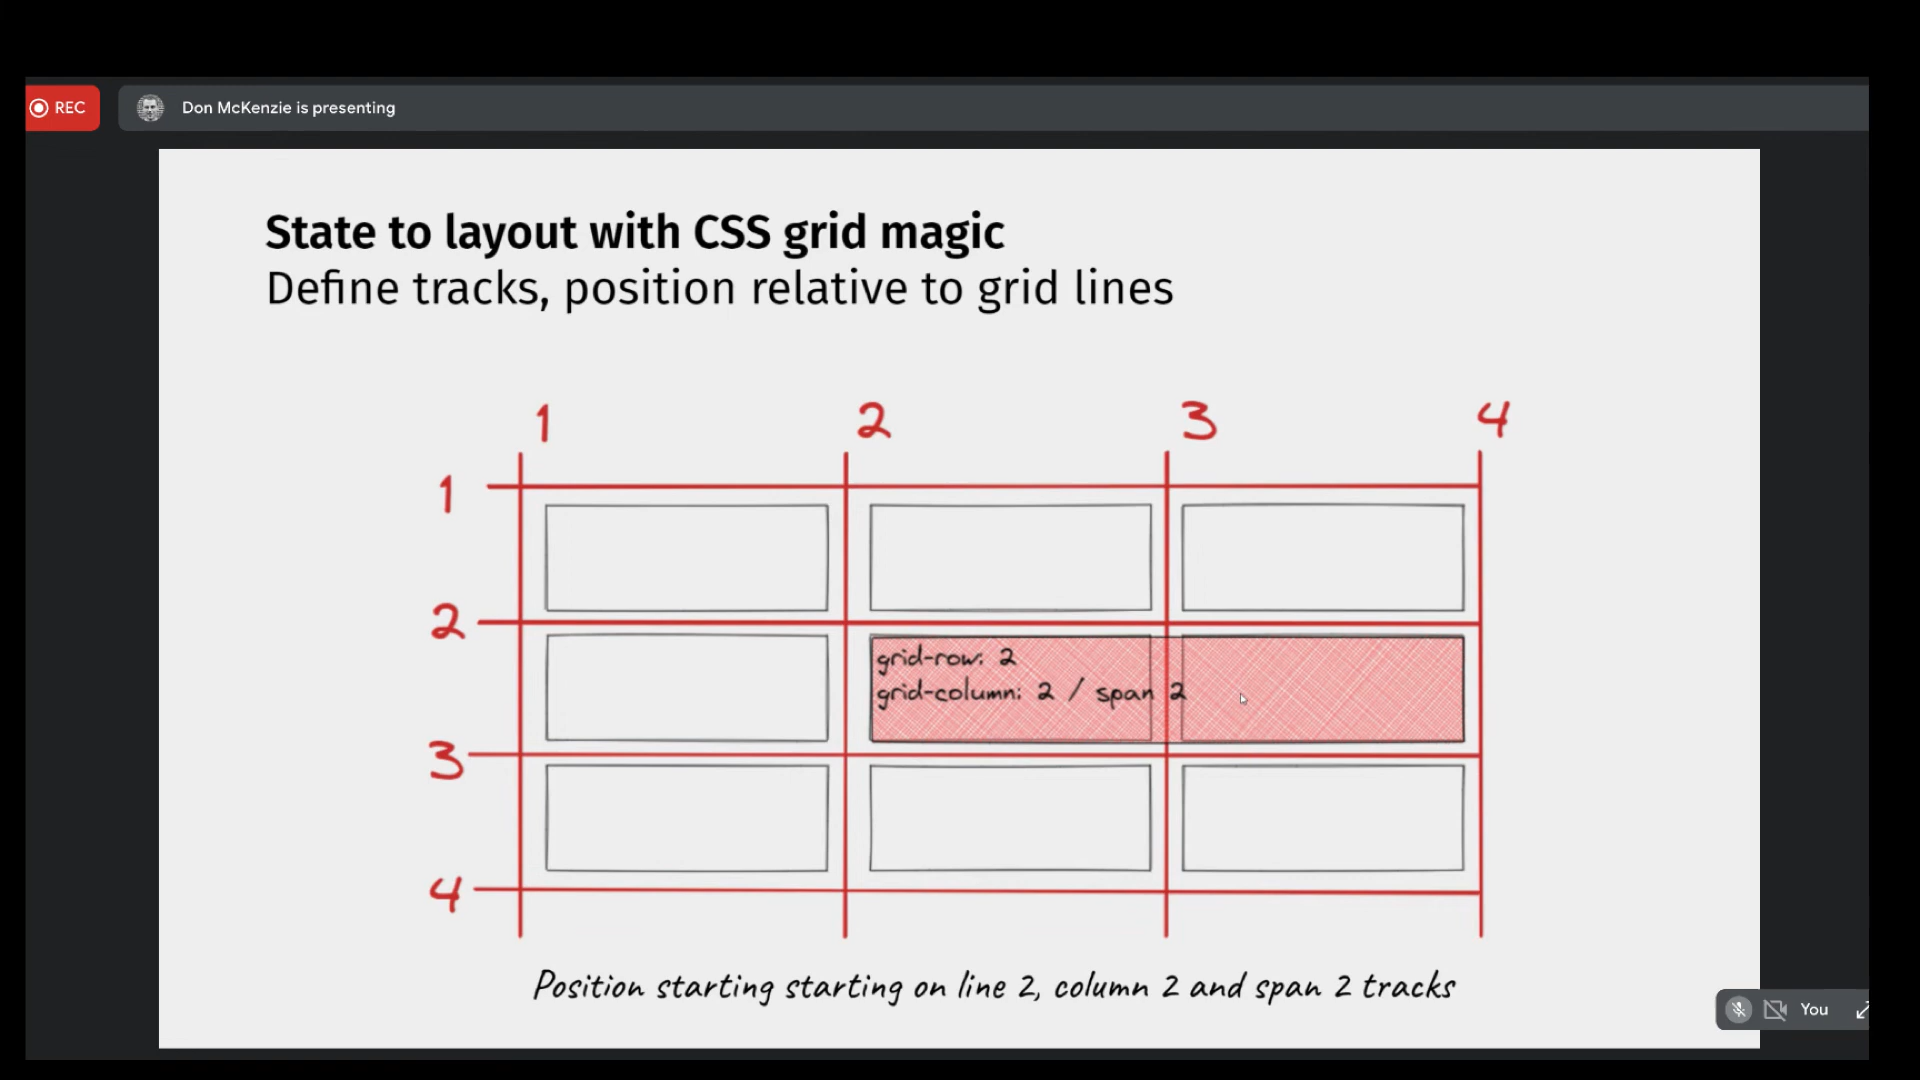 REC
Don McKenzie is presenting
State to layout with CSS grid magic
Define tracks, position relative to grid lines
1 2 3 4
1
2
grid-row: 2
grid-column: 2 / span 2
3
4
Position starting starting on line 2, column 2 and span 2 tracks
You